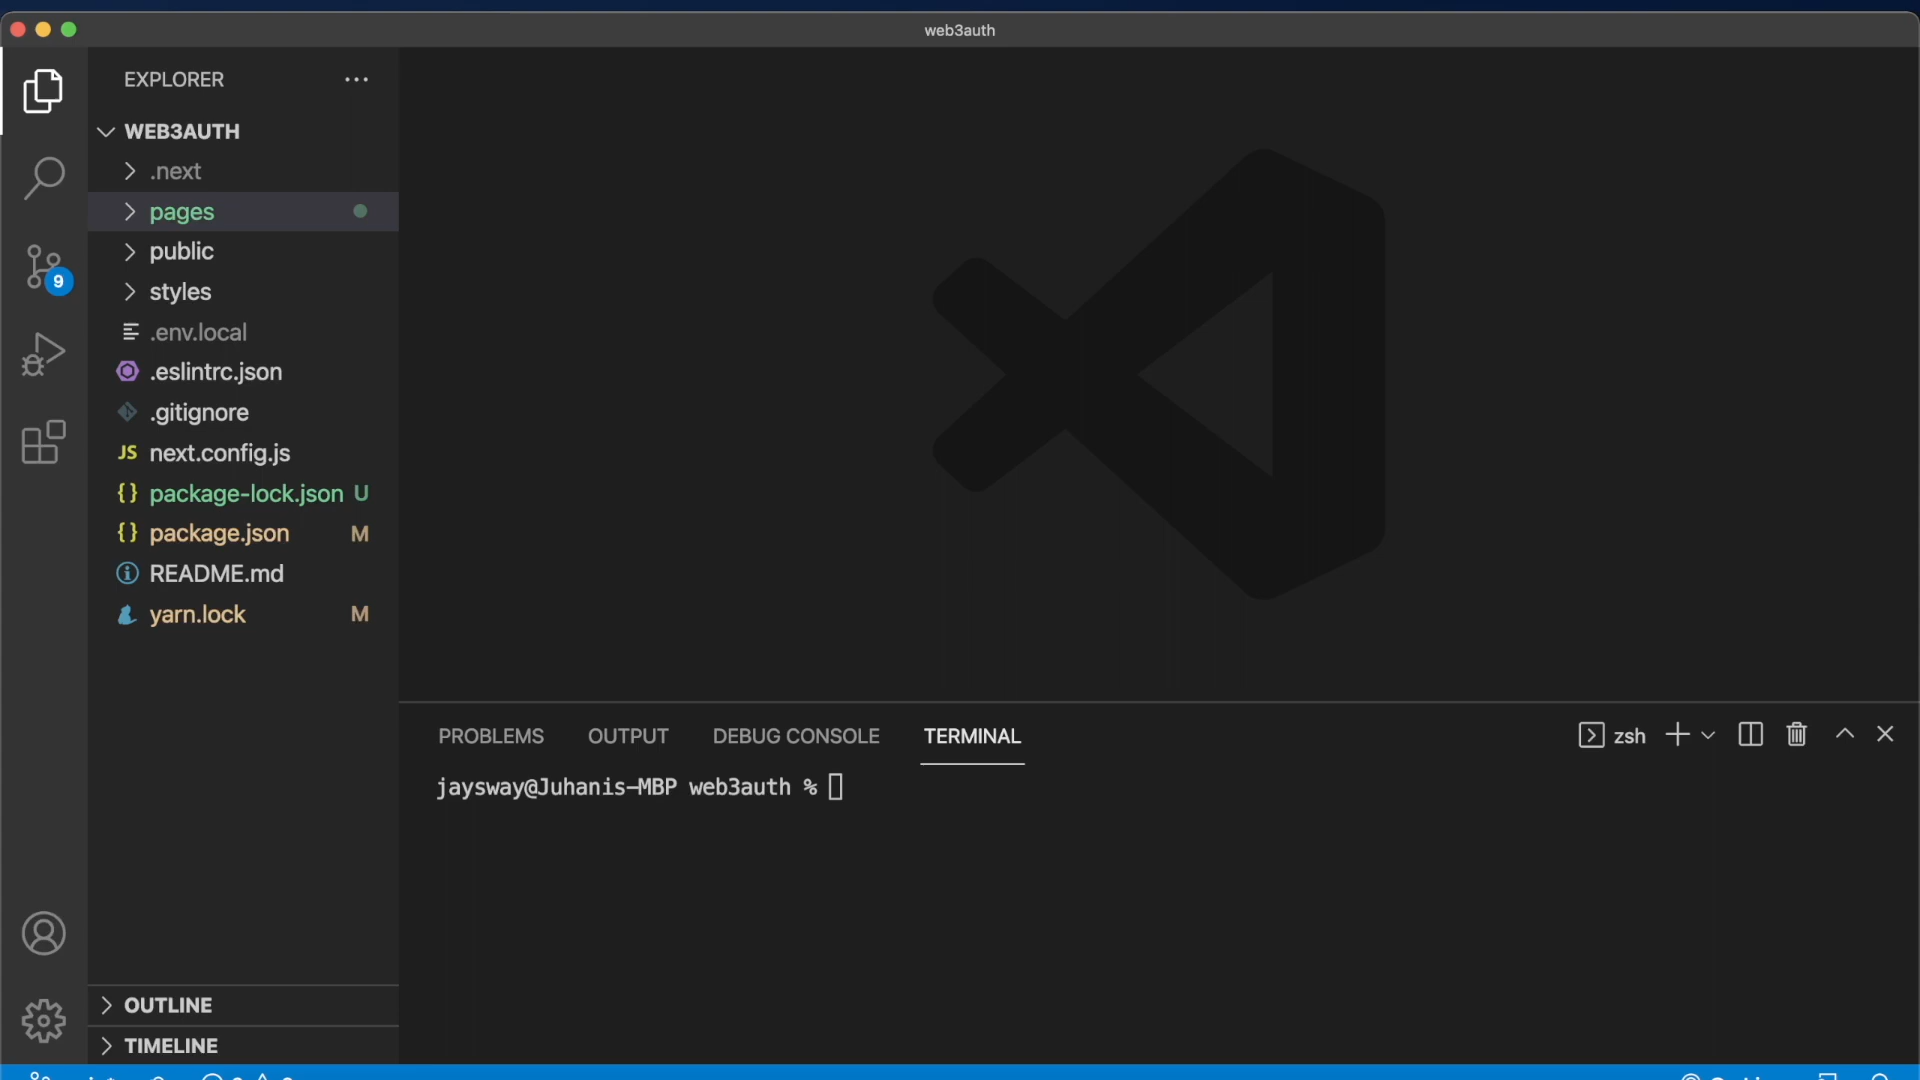 web3auth
EXPLORER
WEB3AUTH
.next
pages
public
styles
.env.local
.eslintrc.json
.gitignore
JS next.config.js
{} package-lock.json U
{} package.json M
README.md
yarn.lock M
9
OUTLINE
TIMELINE
PROBLEMS OUTPUT DEBUG CONSOLE TERMINAL
zsh
jaysway@Juhanis-MBP web3auth %